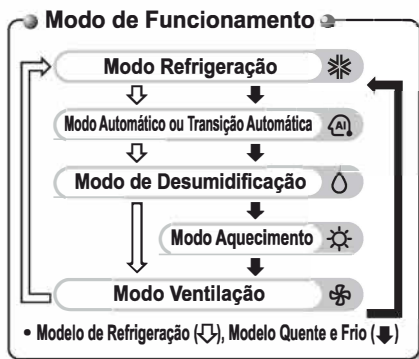 Modo de Funcionamento
Modo Refrigeração
Modo Automático ou Transição Automática
AI
Modo de Desumidificação
Modo Aquecimento
Modo Ventilação
• Modelo de Refrigeração (⇩), Modelo Quente e Frio (⬇)